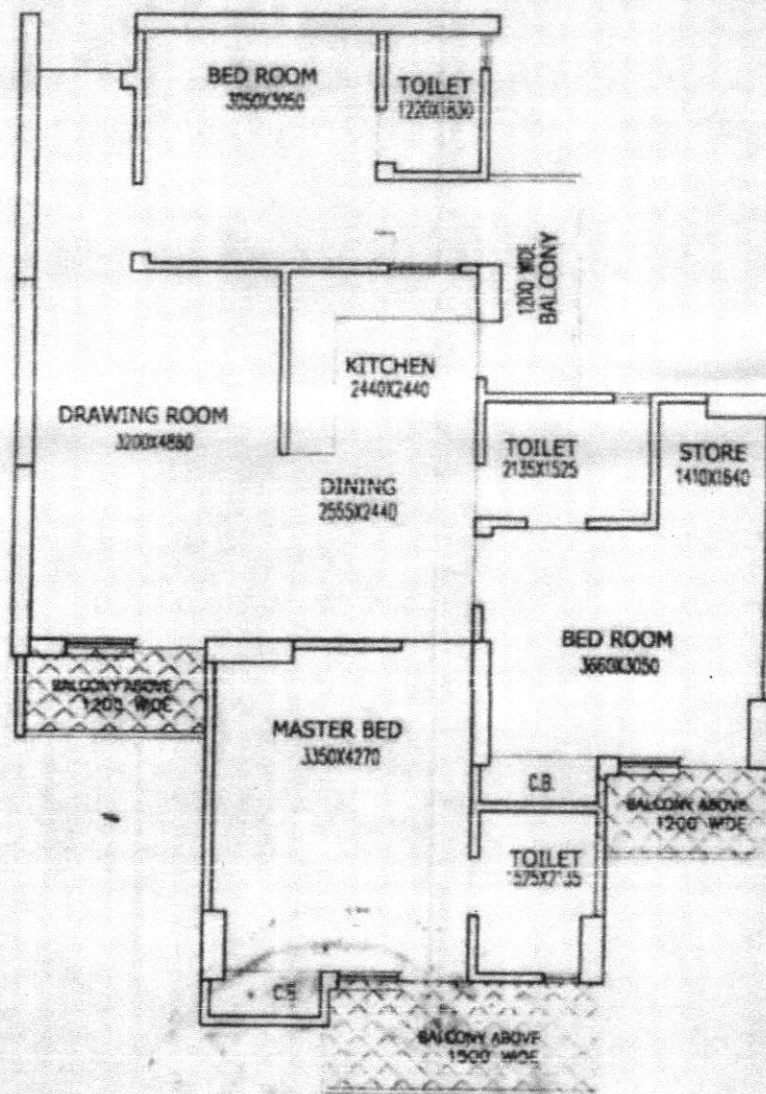 BED ROOM
3050X3050
TOILET
1220X1830
1200 WIDE
BALCONY
KITCHEN
2440X2440
DRAWING ROOM
3200X4880
TOILET
2135X1525
STORE
1410X1640
DINING
2555X2440
BED ROOM
3660X3050
BALCONY ABOVE
1200 WIDE
MASTER BED
3350X4270
C.B.
BALCONY ABOVE
1200 WIDE
TOILET
1525X2135
C.B.
BALCONY ABOVE
1500 WIDE